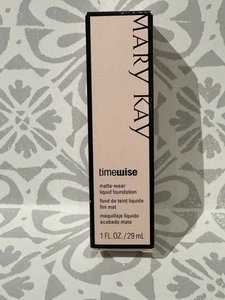 MARY KAY
timewise
matte-wear
liquid foundation
fond de teint liquide
fini mat
maquillaje líquido
acabado mate
1 FL. OZ. / 29 mL